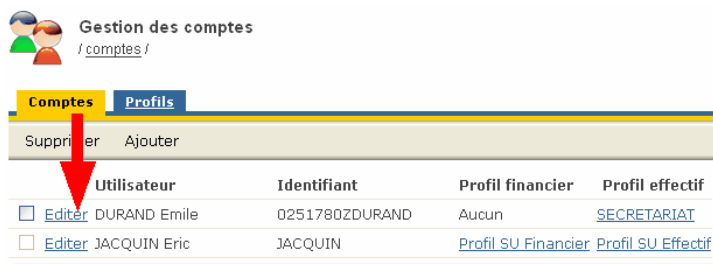 Gestion des comptes
/ comptes /
Comptes Profils
Supprimer Ajouter
Utilisateur Identifiant Profil financier Profil effectif
Editer DURAND Emile 0251780ZDURAND Aucun SECRETARIAT
Editer JACQUIN Eric JACQUIN Profil SU Financier Profil SU Effectif